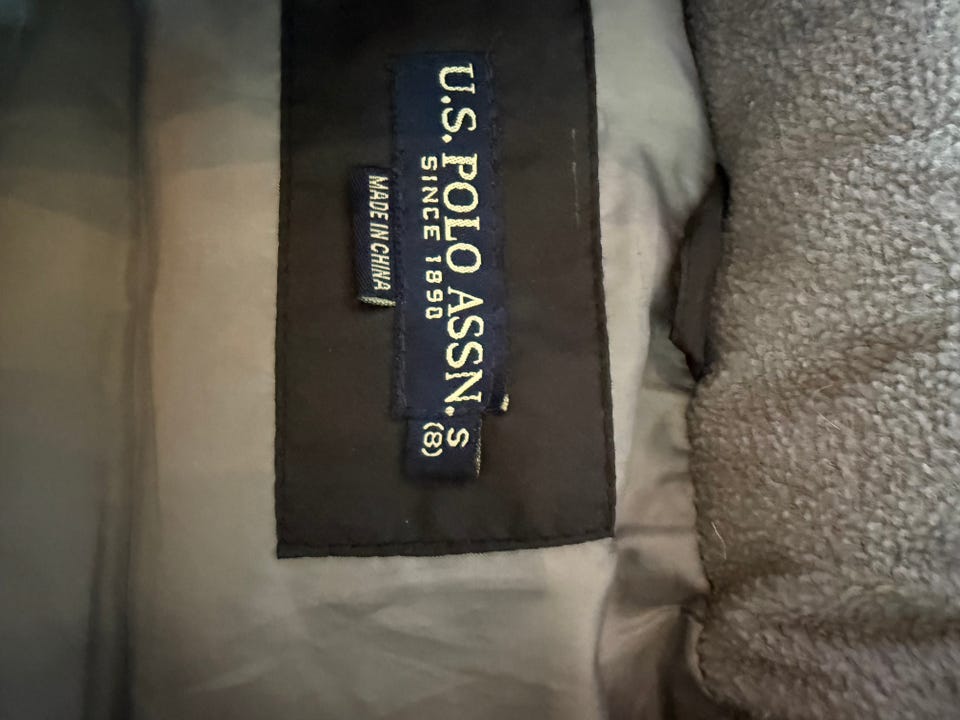 U.S. POLO ASSN.
SINCE 1890
S
(8)
MADE IN CHINA